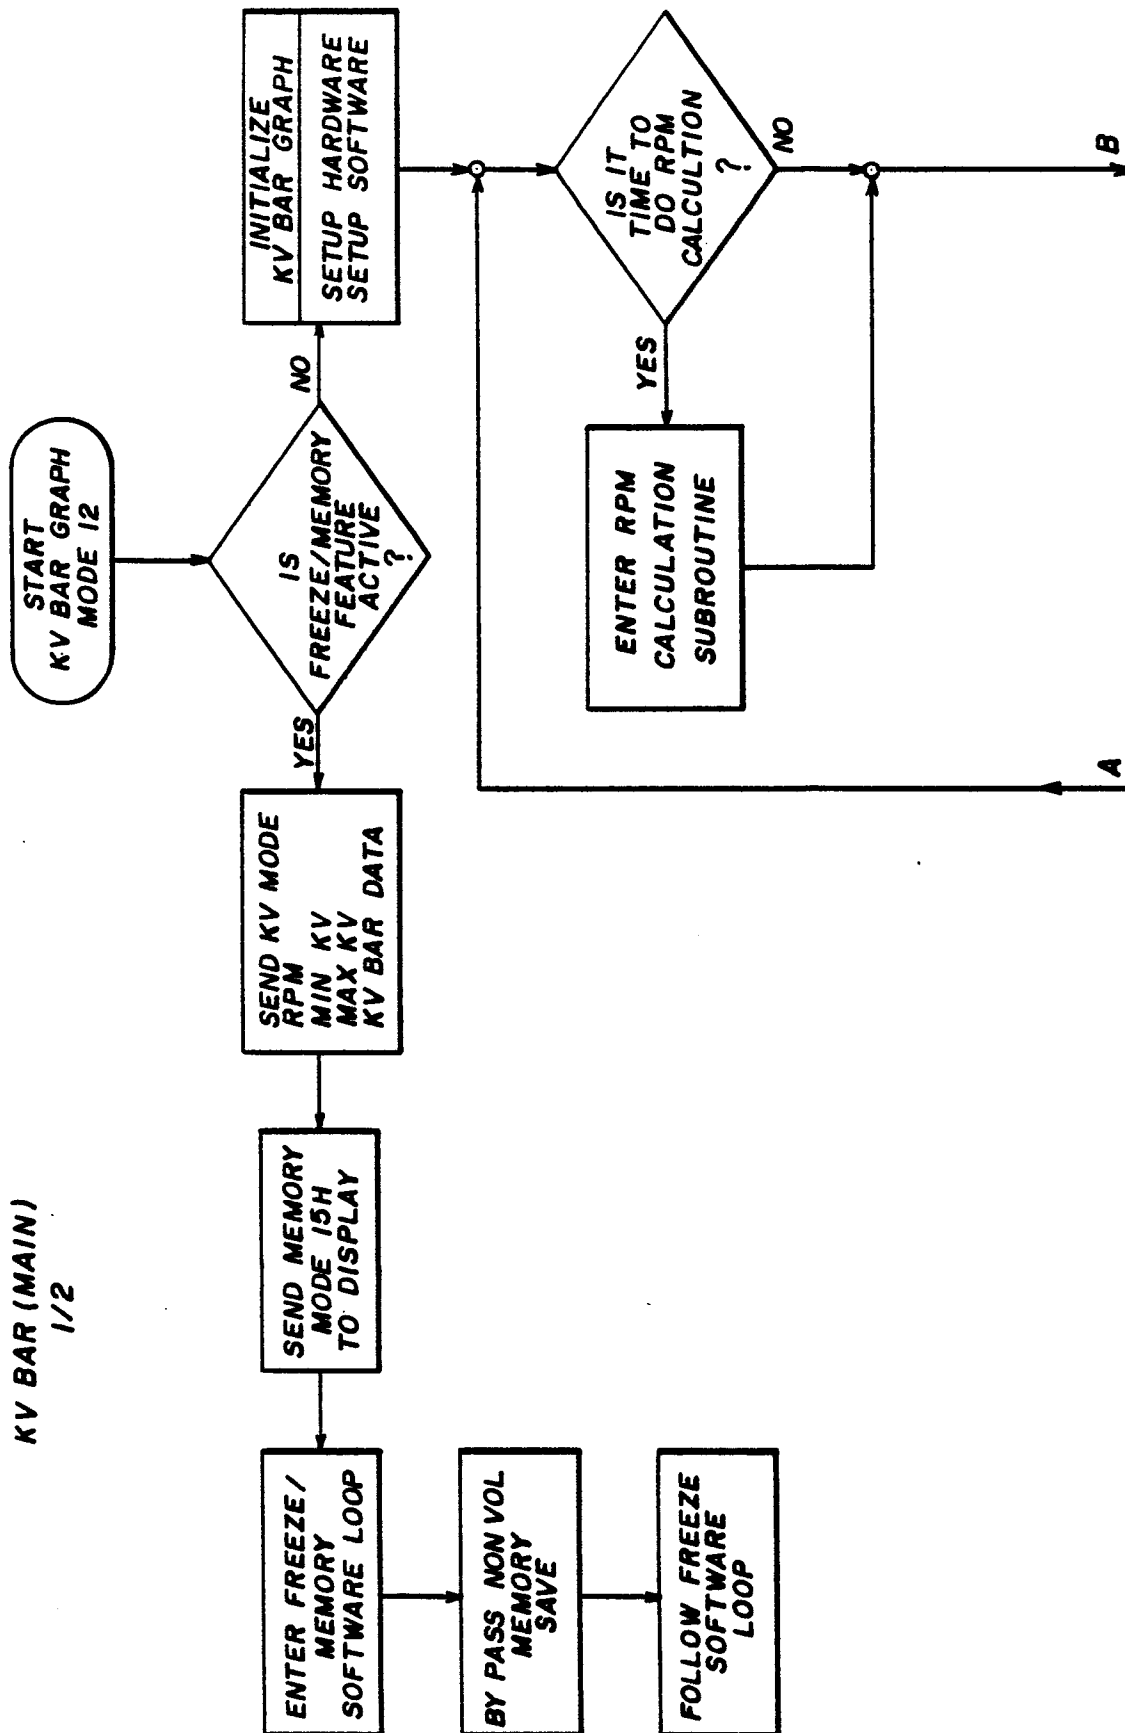 KV BAR (MAIN)
1/2
START
KV BAR GRAPH
MODE 12
IS
FREEZE/MEMORY
FEATURE
ACTIVE
?
YES
NO
INITIALIZE
KV BAR GRAPH
SETUP HARDWARE
SETUP SOFTWARE
SEND KV MODE
RPM
MIN KV
MAX KV
KV BAR DATA
SEND MEMORY
MODE 15H
TO DISPLAY
ENTER FREEZE/
MEMORY
SOFTWARE LOOP
BY PASS NON VOL
MEMORY
SAVE
FOLLOW FREEZE
SOFTWARE
LOOP
IS IT
TIME TO
DO RPM
CALCULTION
?
YES
NO
ENTER RPM
CALCULATION
SUBROUTINE
A
B